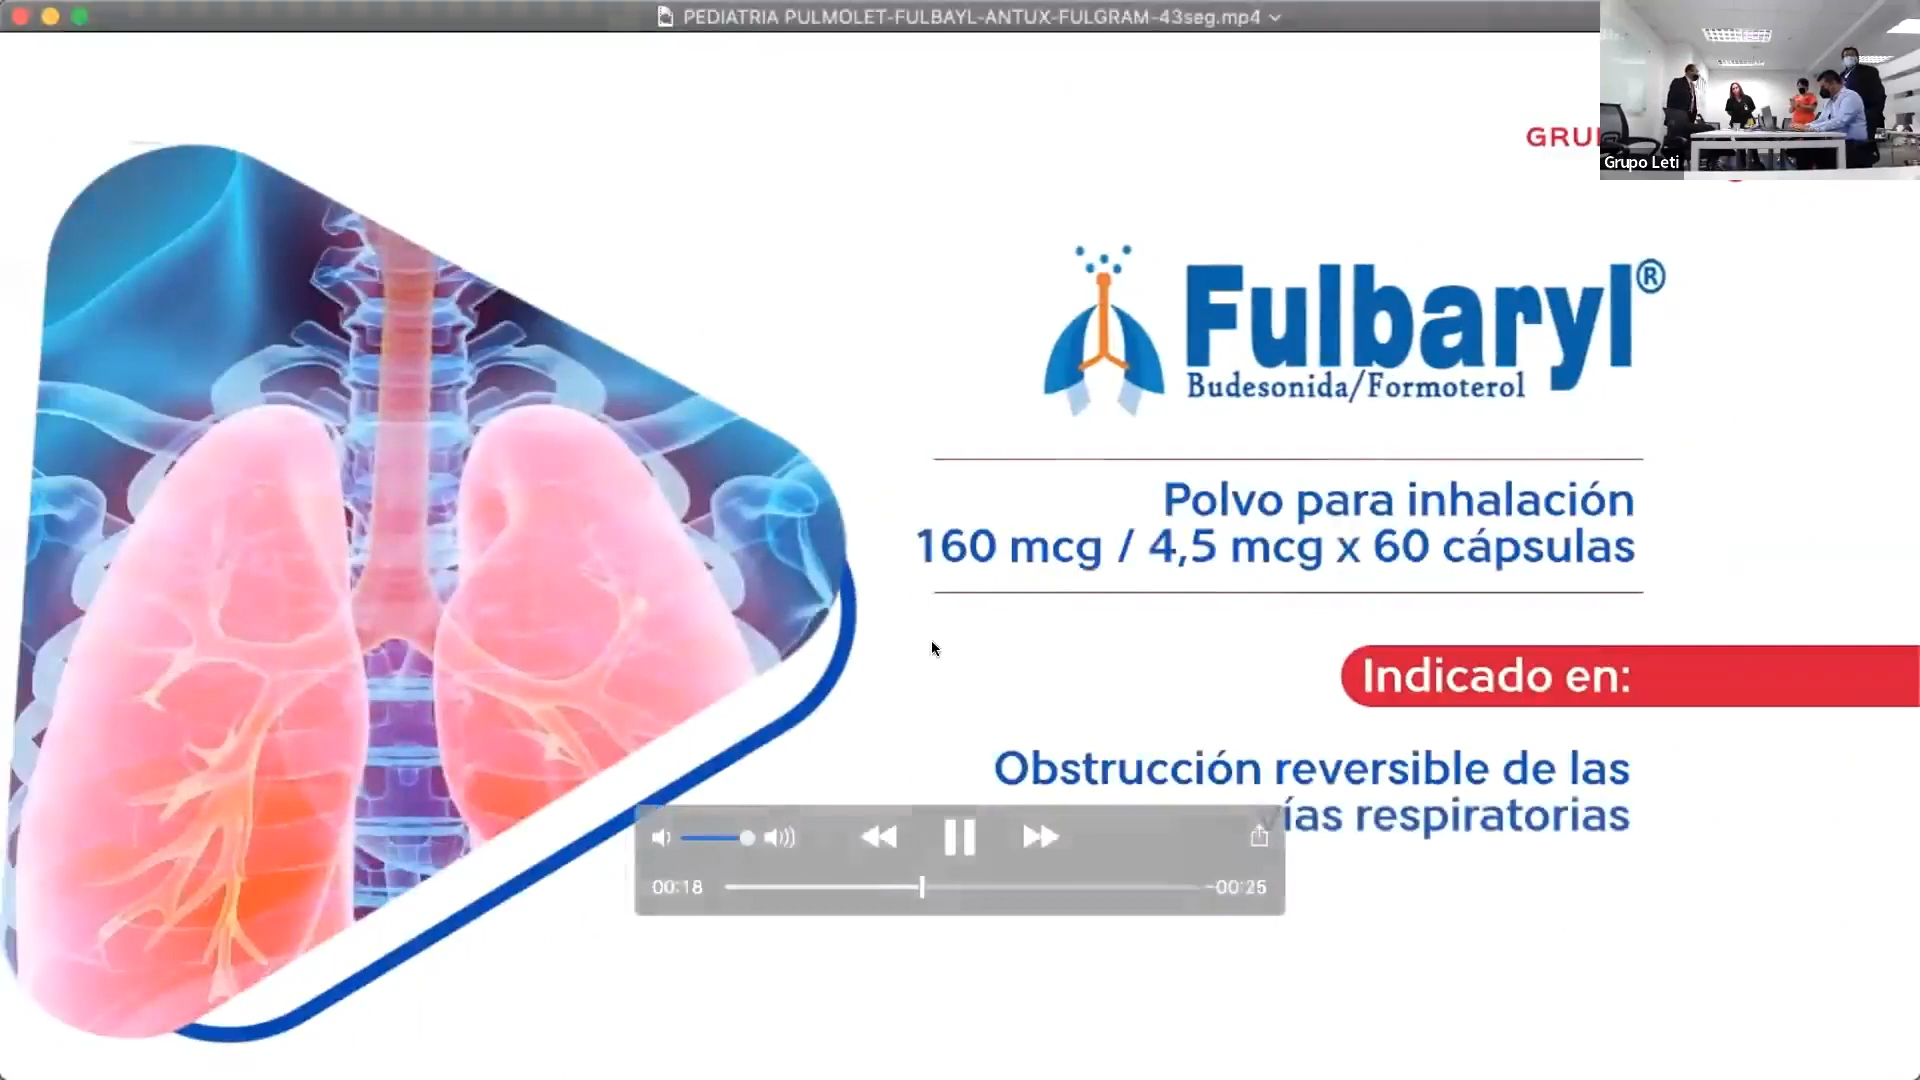 PEDIATRIA PULMOLET-FULBAYL-ANTUX-FULGRAM-43seg.mp4
Grupo Leti
Fulbaryl®
Budesonida/Formoterol
Polvo para inhalación
160 mcg / 4,5 mcg x 60 cápsulas
Indicado en:
Obstrucción reversible de las
vías respiratorias
00:18
-00:25